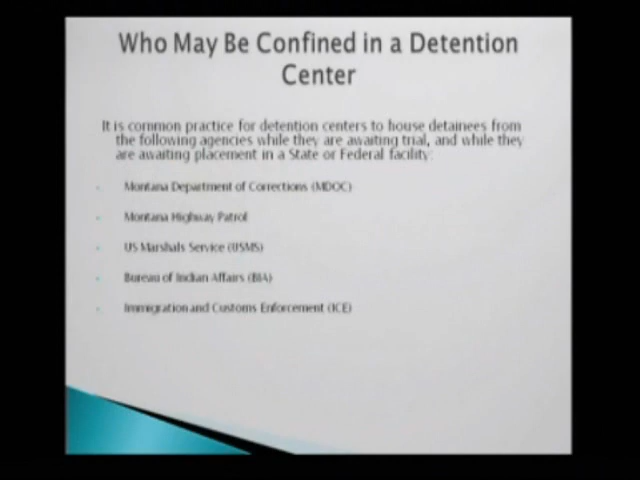 Who May Be Confined in a Detention
Center
It is common practice for detention centers to house detainees from
the following agencies while they are awaiting trial, and while they
are awaiting placement in a State or Federal facility:
Montana Department of Corrections (MDOC)
Montana Highway Patrol
US Marshals Service (USMS)
Bureau of Indian Affairs (BIA)
Immigration and Customs Enforcement (ICE)